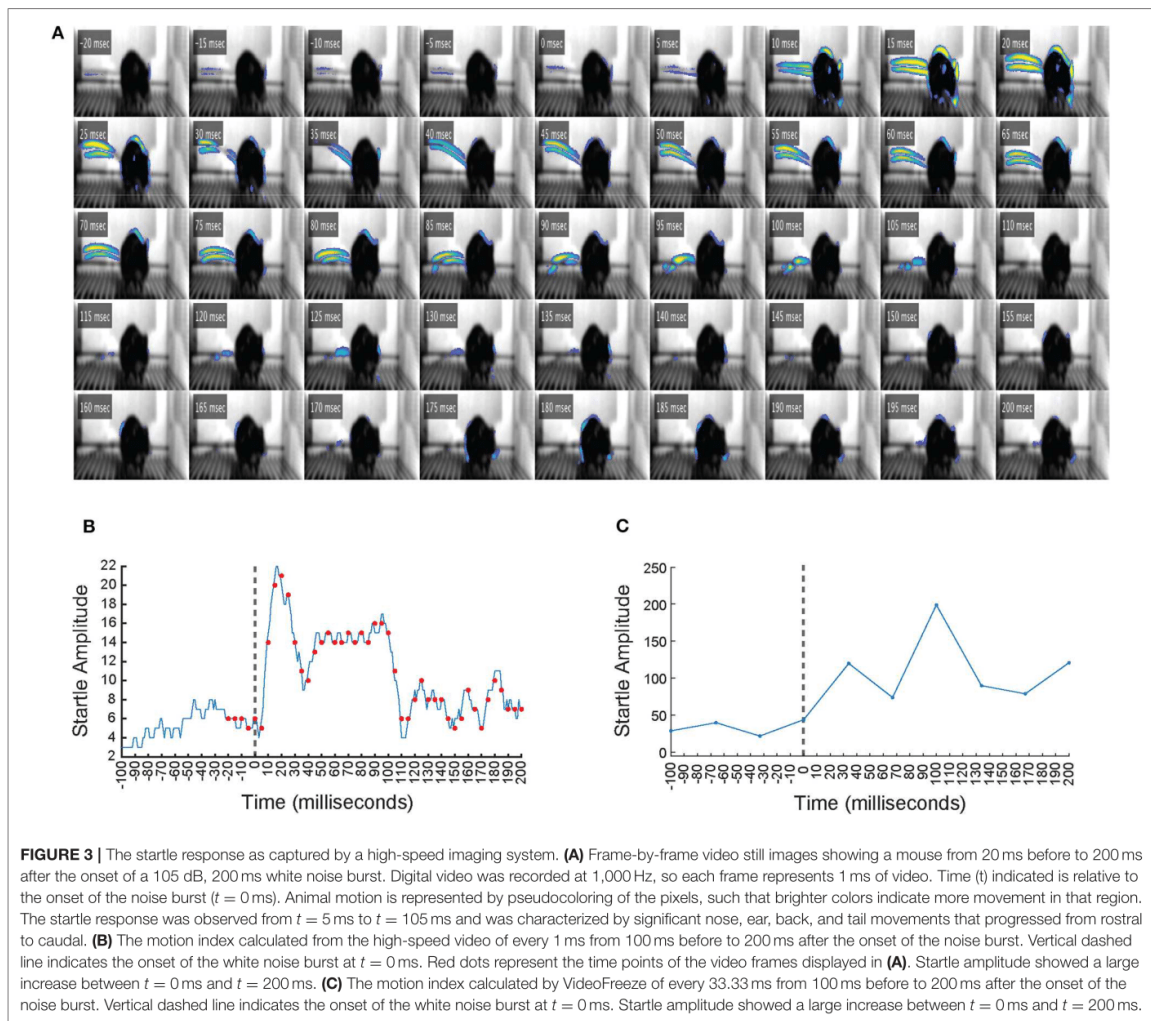 A
-20 msec -15 msec -10 msec -5 msec 0 msec 5 msec 10 msec 15 msec 20 msec
25 msec 30 msec 35 msec 40 msec 45 msec 50 msec 55 msec 60 msec 65 msec
70 msec 75 msec 80 msec 85 msec 90 msec 95 msec 100 msec 105 msec 110 msec
115 msec 120 msec 125 msec 130 msec 135 msec 140 msec 145 msec 150 msec 155 msec
160 msec 165 msec 170 msec 175 msec 180 msec 185 msec 190 msec 195 msec 200 msec
B
Startle Amplitude
22
20
18
16
14
12
10
8
6
4
2
-100 -90 -80 -70 -60 -50 -40 -30 -20 -10 0 10 20 30 40 50 60 70 80 90 100 110 120 130 140 150 160 170 180 190 200
Time (milliseconds)
C
Startle Amplitude
250
200
150
100
50
0
-100 -90 -80 -70 -60 -50 -40 -30 -20 -10 0 10 20 30 40 50 60 70 80 90 100 110 120 130 140 150 160 170 180 190 200
Time (milliseconds)
FIGURE 3 | The startle response as captured by a high-speed imaging system. (A) Frame-by-frame video still images showing a mouse from 20 ms before to 200 ms
after the onset of a 105 dB, 200 ms white noise burst. Digital video was recorded at 1,000 Hz, so each frame represents 1 ms of video. Time (t) indicated is relative to
the onset of the noise burst (t = 0 ms). Animal motion is represented by pseudocoloring of the pixels, such that brighter colors indicate more movement in that region.
The startle response was observed from t = 5 ms to t = 105 ms and was characterized by significant nose, ear, back, and tail movements that progressed from rostral
to caudal. (B) The motion index calculated from the high-speed video of every 1 ms from 100 ms before to 200 ms after the onset of the noise burst. Vertical dashed
line indicates the onset of the white noise burst at t = 0 ms. Red dots represent the time points of the video frames displayed in (A). Startle amplitude showed a large
increase between t = 0 ms and t = 200 ms. (C) The motion index calculated by VideoFreeze of every 33.33 ms from 100 ms before to 200 ms after the onset of the
noise burst. Vertical dashed line indicates the onset of the white noise burst at t = 0 ms. Startle amplitude showed a large increase between t = 0 ms and t = 200 ms.